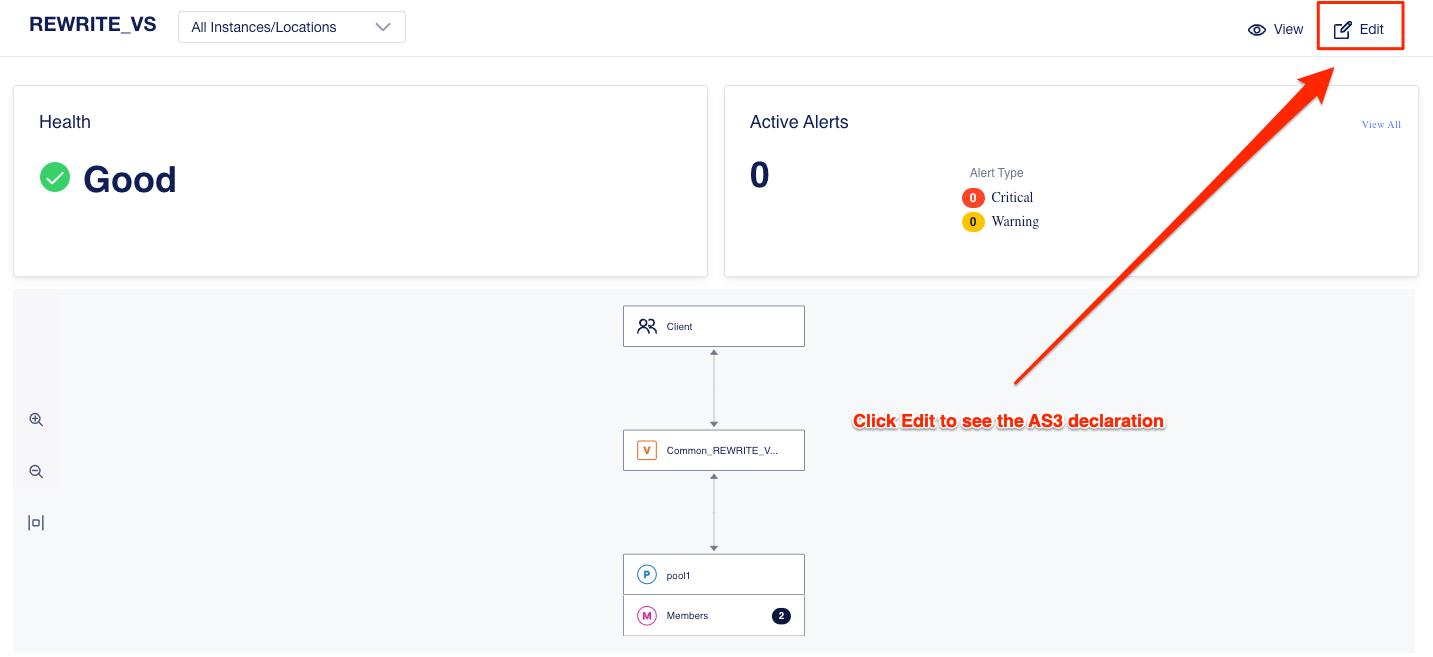 REWRITE_VS
All Instances/Locations
View
Edit
Health
Good
Active Alerts
View All
0
Alert Type
0 Critical
0 Warning
Client
Click Edit to see the AS3 declaration
V Common_REWRITE_V...
P pool1
M Members 2